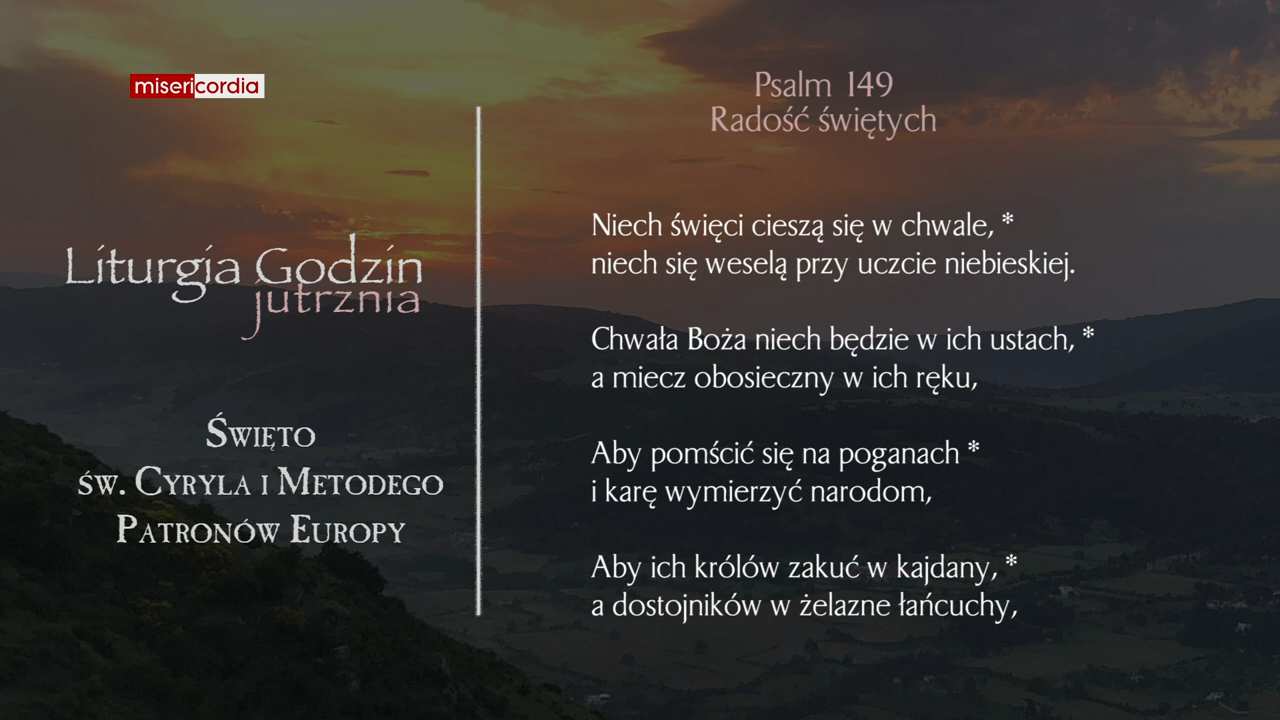 misericordia
Liturgia Godzin
jutrznia
Święto
św. Cyryla i Metodego
Patronów Europy
Psalm 149
Radość świętych
Niech święci cieszą się w chwale, *
niech się weselą przy uczcie niebieskiej.
Chwała Boża niech będzie w ich ustach, *
a miecz obosieczny w ich ręku,
Aby pomścić się na poganach *
i karę wymierzyć narodom,
Aby ich królów zakuć w kajdany, *
a dostojników w żelazne łańcuchy,